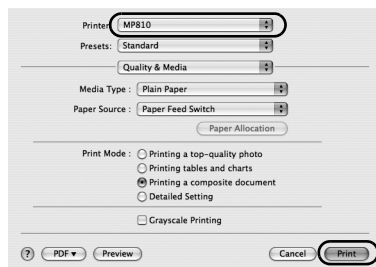 Printer: MP810
Presets: Standard
Quality & Media
Media Type : Plain Paper
Paper Source : Paper Feed Switch
Paper Allocation
Print Mode : Printing a top-quality photo
Printing tables and charts
Printing a composite document
Detailed Setting
Grayscale Printing
? PDF ▾ Preview Cancel Print